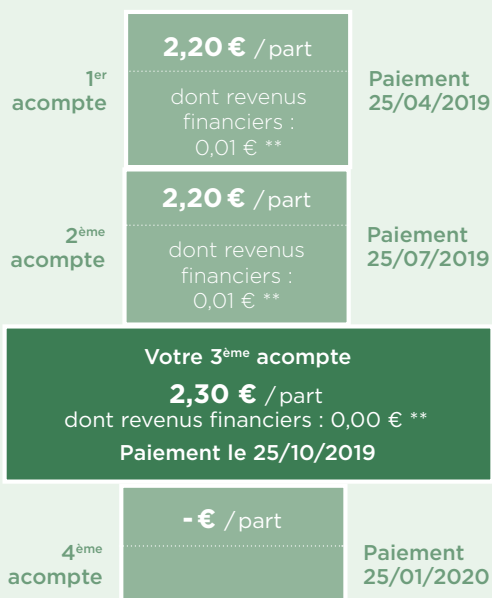 2,20 € / part
1er
acompte
dont revenus
financiers :
0,01 € **
Paiement
25/04/2019
2,20 € / part
2ème
acompte
dont revenus
financiers :
0,01 € **
Paiement
25/07/2019
Votre 3ème acompte
2,30 € / part
dont revenus financiers : 0,00 € **
Paiement le 25/10/2019
- € / part
4ème
acompte
Paiement
25/01/2020